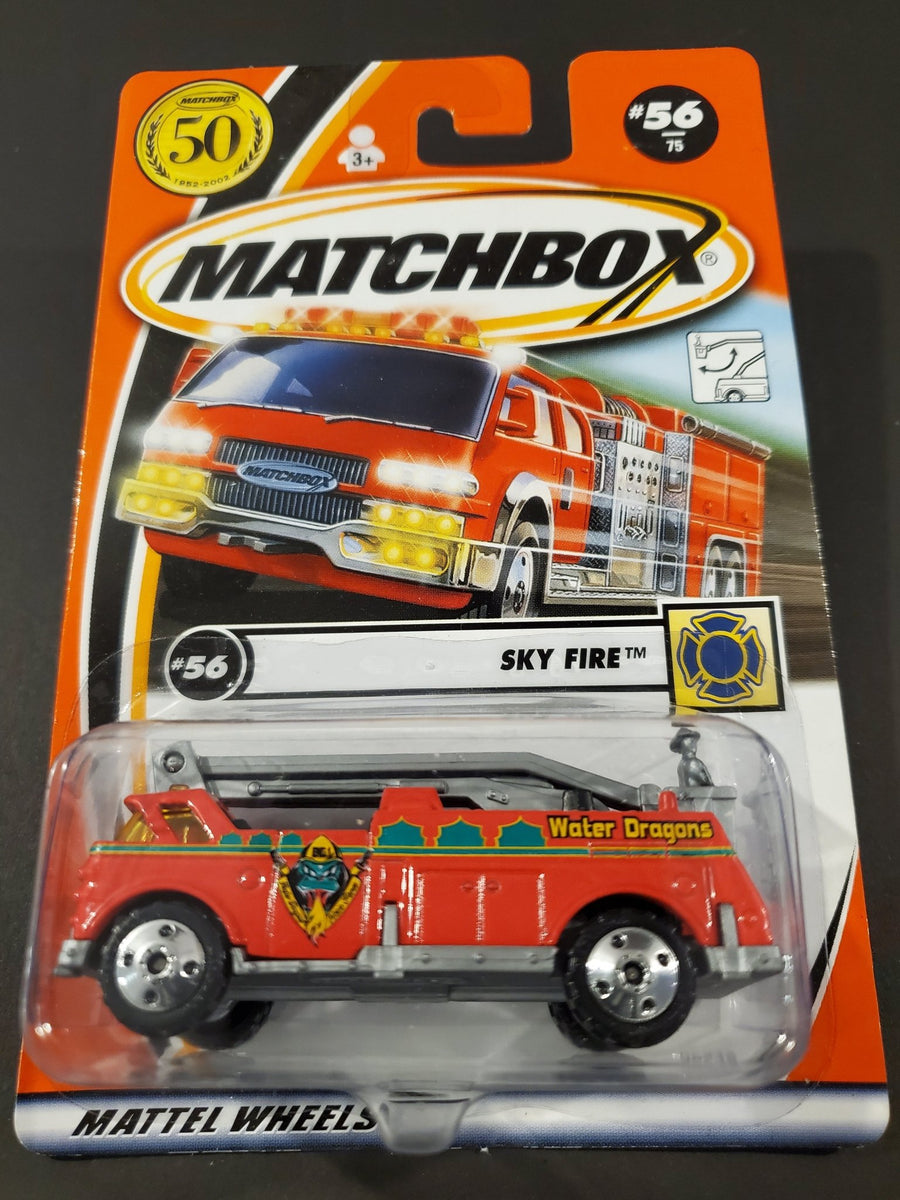 MATCHBOX
50
1952-2002
3+
#56
75
MATCHBOX®
MATCHBOX
#56
SKY FIRE™
Water Dragons
MATTEL WHEELS